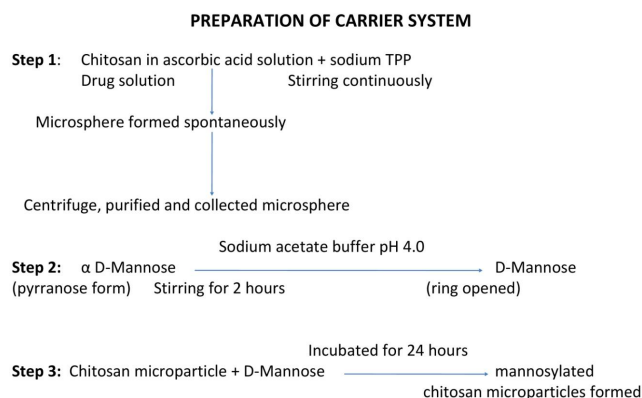 PREPARATION OF CARRIER SYSTEM
Step 1: Chitosan in ascorbic acid solution + sodium TPP
Drug solution Stirring continuously
Microsphere formed spontaneously
Centrifuge, purified and collected microsphere
Sodium acetate buffer pH 4.0
Step 2: α D-Mannose D-Mannose
(pyrranose form) Stirring for 2 hours (ring opened)
Incubated for 24 hours
Step 3: Chitosan microparticle + D-Mannose mannosylated
chitosan microparticles formed